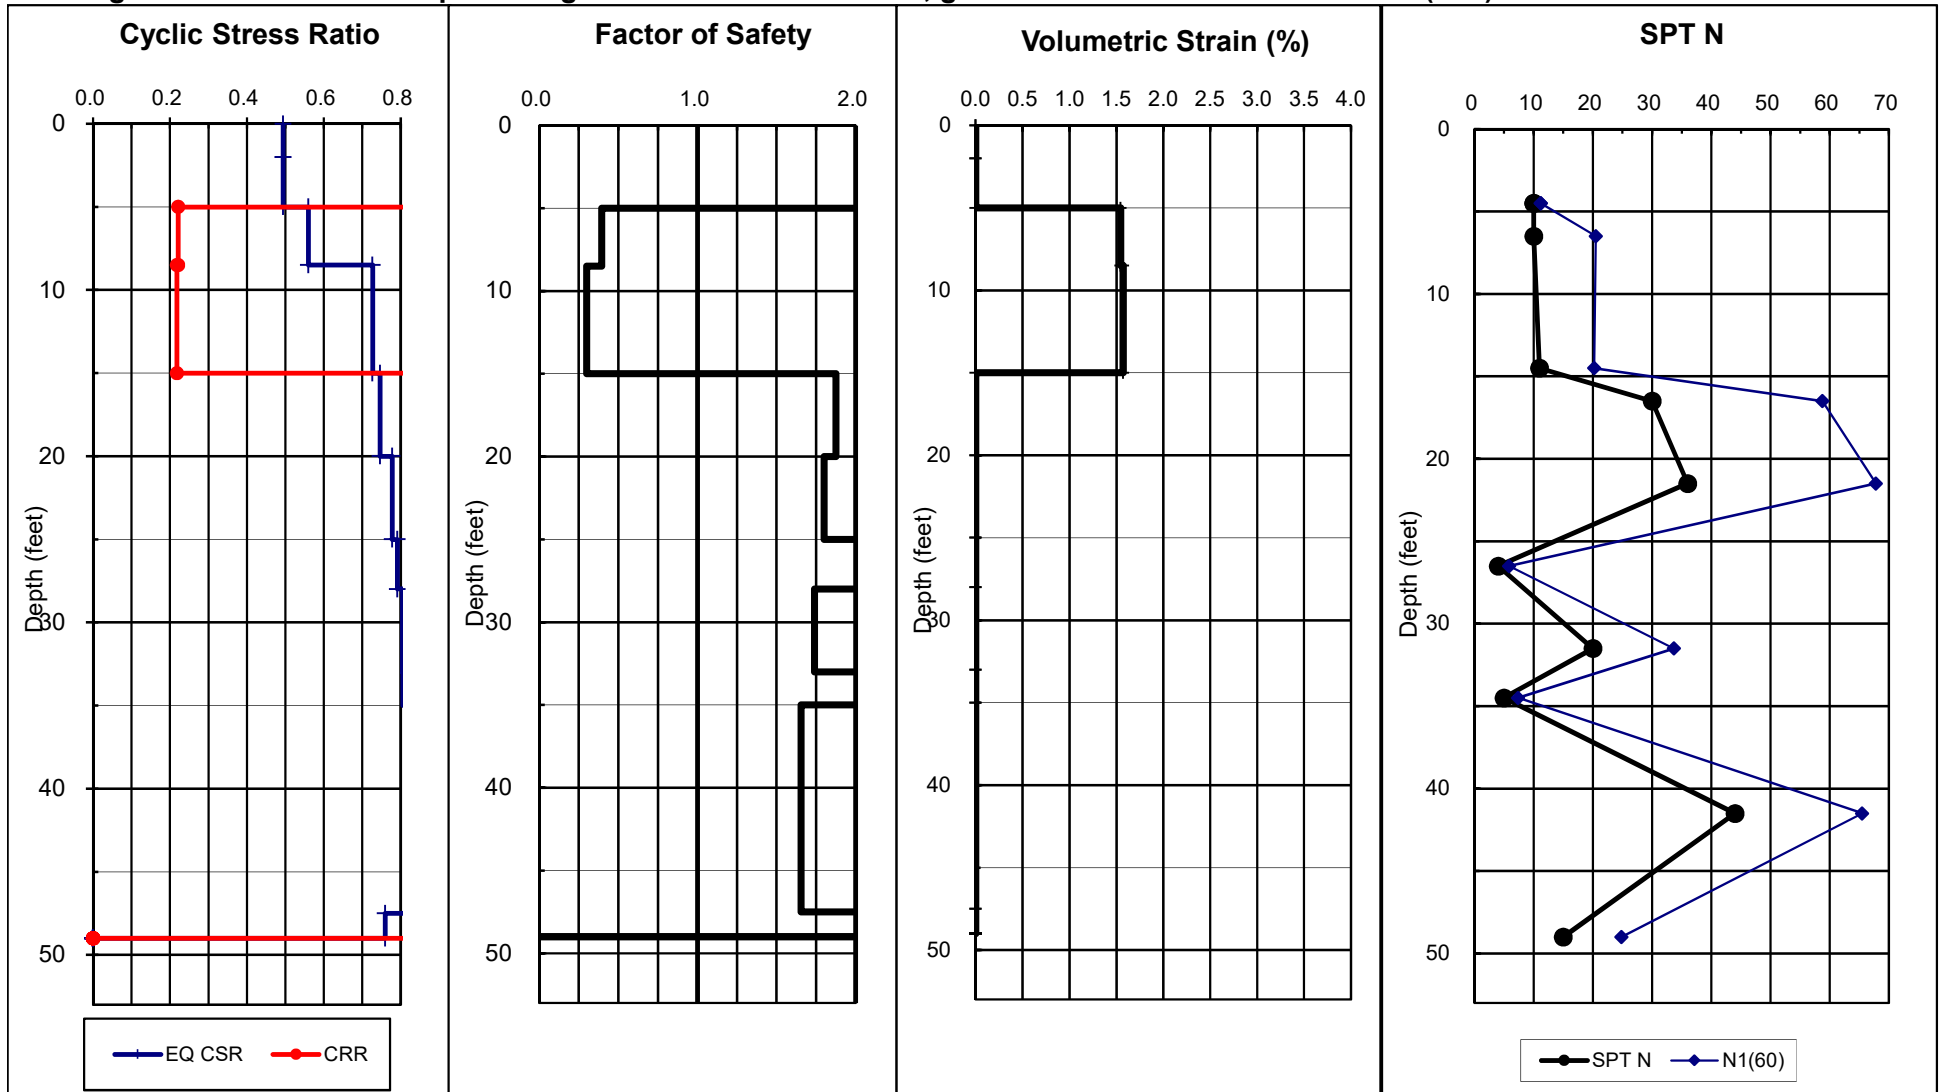 Cyclic Stress Ratio
0.0 0.2 0.4 0.6 0.8
0
10
20
30
40
50
Depth (feet)
EQ CSR CRR
Factor of Safety
0.0 1.0 2.0
0
10
20
30
40
50
Depth (feet)
Volumetric Strain (%)
0.0 0.5 1.0 1.5 2.0 2.5 3.0 3.5 4.0
0
10
20
30
40
50
Depth (feet)
SPT N
0 10 20 30 40 50 60 70
0
10
20
30
40
50
Depth (feet)
SPT N N1(60)